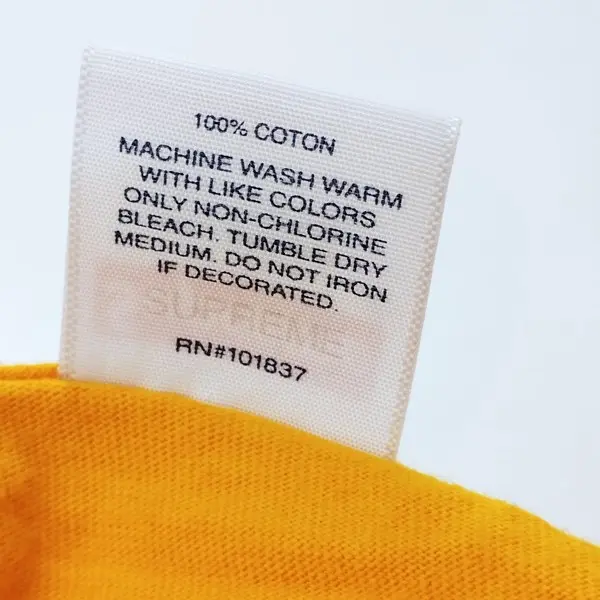 100% COTON
MACHINE WASH WARM
WITH LIKE COLORS
ONLY NON-CHLORINE
BLEACH. TUMBLE DRY
MEDIUM. DO NOT IRON
IF DECORATED.
SUPREME
RN#101837